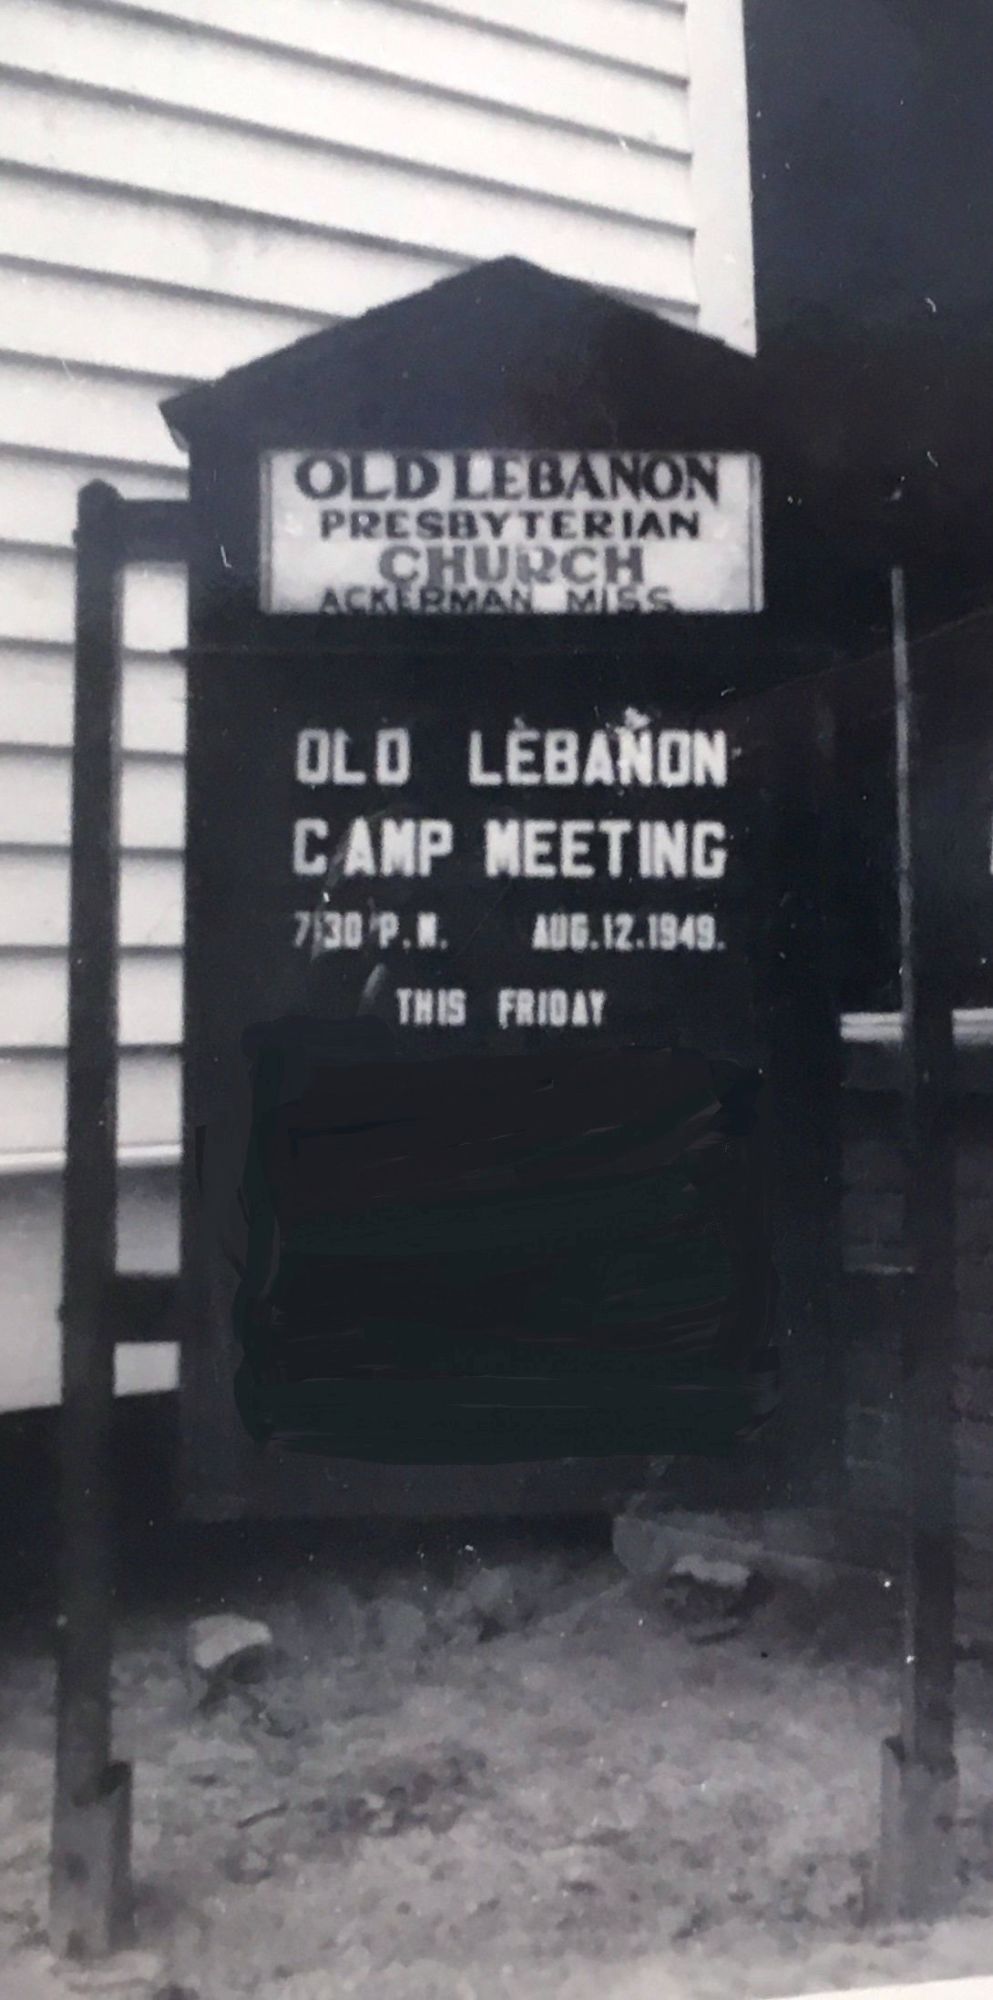 OLD LEBANON
PRESBYTERIAN
CHURCH
ACKERMAN MISS.
OLD LEBANON
CAMP MEETING
7:30 P.M. AUG.12.1949.
THIS FRIDAY